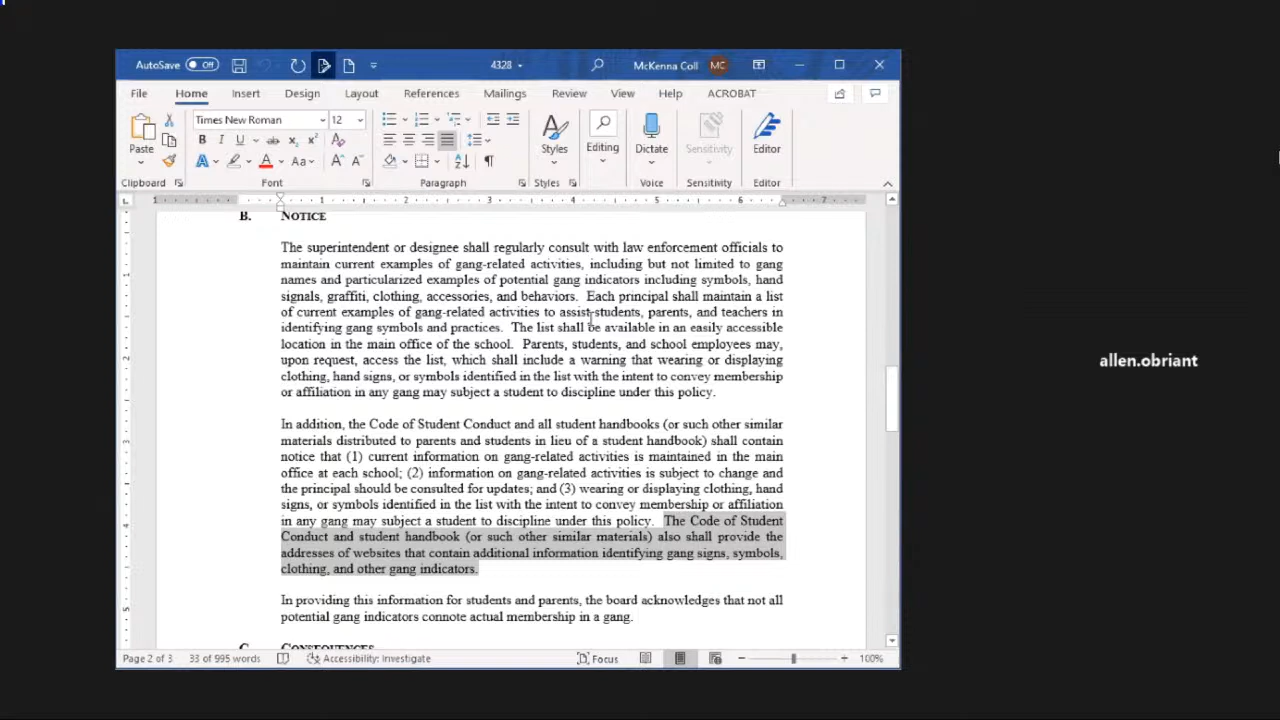 AutoSave Off 4328 McKenna Coll MC
File Home Insert Design Layout References Mailings Review View Help ACROBAT
Times New Roman 12
B I U ab x₂ x²
A A Aa A A
Paste Styles Editing Dictate Sensitivity Editor
Clipboard Font Paragraph Styles Voice Sensitivity Editor
1 1 2 3 4 5 6 7
B. NOTICE
The superintendent or designee shall regularly consult with law enforcement officials to
maintain current examples of gang-related activities, including but not limited to gang
names and particularized examples of potential gang indicators including symbols, hand
signals, graffiti, clothing, accessories, and behaviors. Each principal shall maintain a list
of current examples of gang-related activities to assist students, parents, and teachers in
identifying gang symbols and practices. The list shall be available in an easily accessible
location in the main office of the school. Parents, students, and school employees may,
upon request, access the list, which shall include a warning that wearing or displaying
clothing, hand signs, or symbols identified in the list with the intent to convey membership
or affiliation in any gang may subject a student to discipline under this policy.
In addition, the Code of Student Conduct and all student handbooks (or such other similar
materials distributed to parents and students in lieu of a student handbook) shall contain
notice that (1) current information on gang-related activities is maintained in the main
office at each school; (2) information on gang-related activities is subject to change and
the principal should be consulted for updates; and (3) wearing or displaying clothing, hand
signs, or symbols identified in the list with the intent to convey membership or affiliation
in any gang may subject a student to discipline under this policy. The Code of Student
Conduct and student handbook (or such other similar materials) also shall provide the
addresses of websites that contain additional information identifying gang signs, symbols,
clothing, and other gang indicators.
In providing this information for students and parents, the board acknowledges that not all
potential gang indicators connote actual membership in a gang.
C. CONSEQUENCES
Page 2 of 3 33 of 995 words Accessibility: Investigate Focus 100%
allen.obriant